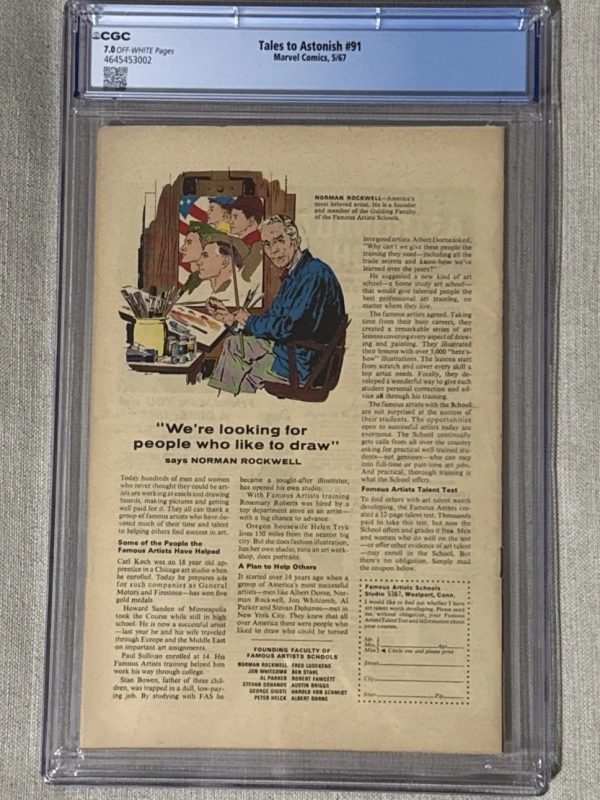 CGC
7.0 OFF-WHITE Pages
4645453002
Tales to Astonish #91
Marvel Comics, 5/67
NORMAN ROCKWELL—America's
most beloved artist. He is a founder
and member of the Guiding Faculty
of the Famous Artists Schools.
"We're looking for
people who like to draw"
says NORMAN ROCKWELL
Today hundreds of men and women
who never thought they could be art-
ists are working at easels and drawing
boards, making pictures and getting
well paid for it. They all can thank a
group of famous artists who have de-
voted much of their time and talent
to helping others find success in art.
Some of the People the
Famous Artists Have Helped
Carl Koch was an 18 year old ap-
prentice in a Chicago art studio when
he enrolled. Today he prepares ads
for such companies as General
Motors and Firestone—has won five
gold medals.
Howard Sanden of Minneapolis
took the Course while still in high
school. He is now a successful artist
—last year he and his wife traveled
through Europe and the Middle East
on important art assignments.
Paul Sullivan enrolled at 14. His
Famous Artists training helped him
work his way through college.
Stan Bowen, father of three chil-
dren, was trapped in a dull, low-pay-
ing job. By studying with FAS he
became a sought-after illustrator,
has opened his own studio.
With Famous Artists training
Rosemary Roberts was hired by a
top department store as an artist—
with a big chance to advance.
Oregon housewife Helen Tryk
lives 150 miles from the nearest big
city. But she does fashion illustration,
has her own studio, runs an art work-
shop, does portraits.
A Plan to Help Others
It started over 18 years ago when a
group of America's most successful
artists—men like Albert Dorne, Nor-
man Rockwell, Jon Whitcomb, Al
Parker and Stevan Dohanos—met in
New York City. They knew that all
over America there were people who
liked to draw who could be turned
FOUNDING FACULTY OF
FAMOUS ARTISTS SCHOOLS
NORMAN ROCKWELL FRED LUDEKENS
JON WHITCOMB BEN STAHL
AL PARKER ROBERT FAWCETT
STEVAN DOHANOS AUSTIN BRIGGS
GEORGE GIUSTI HAROLD VON SCHMIDT
PETER HELCK ALBERT DORNE
into good artists. Albert Dorne asked,
"Why can't we give these people the
training they need—including all the
trade secrets and know-how we've
learned over the years?"
He suggested a new kind of art
school—a home study art school—
that would give talented people the
best professional art training, no
matter where they live.
The famous artists agreed. Taking
time from their busy careers, they
created a remarkable series of art
lessons covering every aspect of draw-
ing and painting. They illustrated
their lessons with over 5,000 "here's-
how" illustrations. The lessons start
from scratch and cover every skill a
top artist needs. Finally, they de-
veloped a wonderful way to give each
student personal correction and ad-
vice all through his training.
The famous artists with the School
are not surprised at the success of
their students. The opportunities
open to successful artists today are
enormous. The School continually
gets calls from all over the country
asking for practical well-trained stu-
dents—not geniuses—who can step
into full-time or part-time art jobs.
And practical, thorough training is
what the School offers.
Famous Artists Talent Test
To find others with art talent worth
developing, the Famous Artists cre-
ated a 12-page talent test. Thousands
paid to take this test, but now the
School offers and grades it free. Men
and women who do well on the test
—or offer other evidence of art talent
—may enroll in the School. But
there's no obligation. Simply mail
the coupon below.
Famous Artists Schools
Studio 5361, Westport, Conn.
I would like to find out whether I have
art talent worth developing. Please send
me, without obligation, your Famous
Artists Talent Test and information about
your courses.
Mr.
Mrs. Age
Miss Circle one and please print
Street
City
State Zip